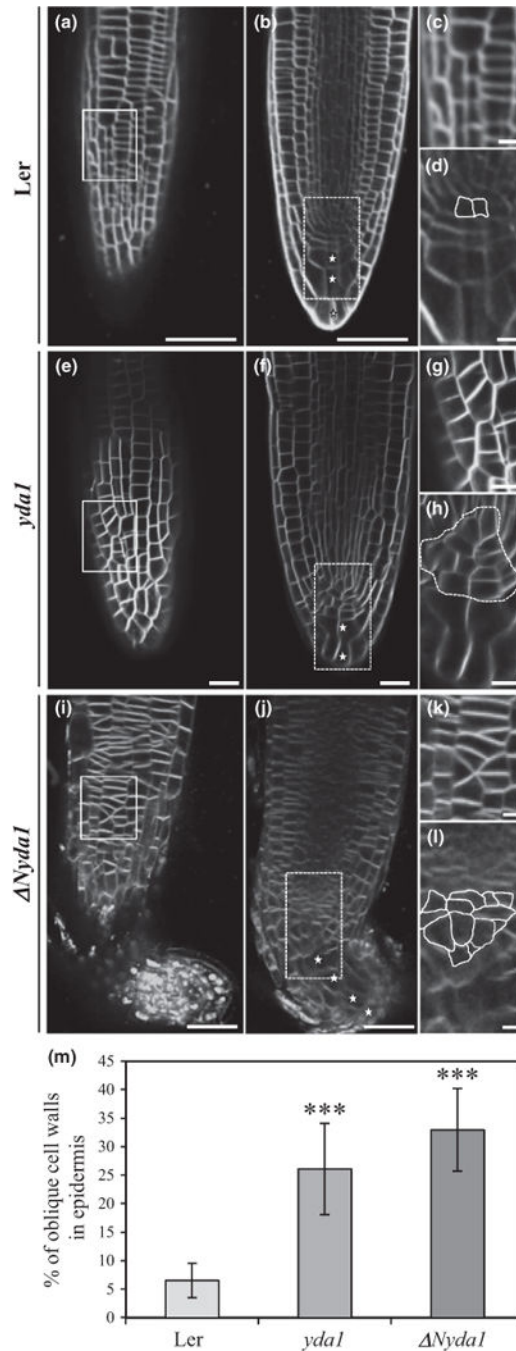 (a)
(b)
(c)
(d)
Ler
(e)
(f)
(g)
(h)
yda1
(i)
(j)
(k)
(l)
ΔNyda1
(m)
% of oblique cell walls
in epidermis
45
40
35
30
25
20
15
10
5
0
***
***
Ler
yda1
ΔNyda1